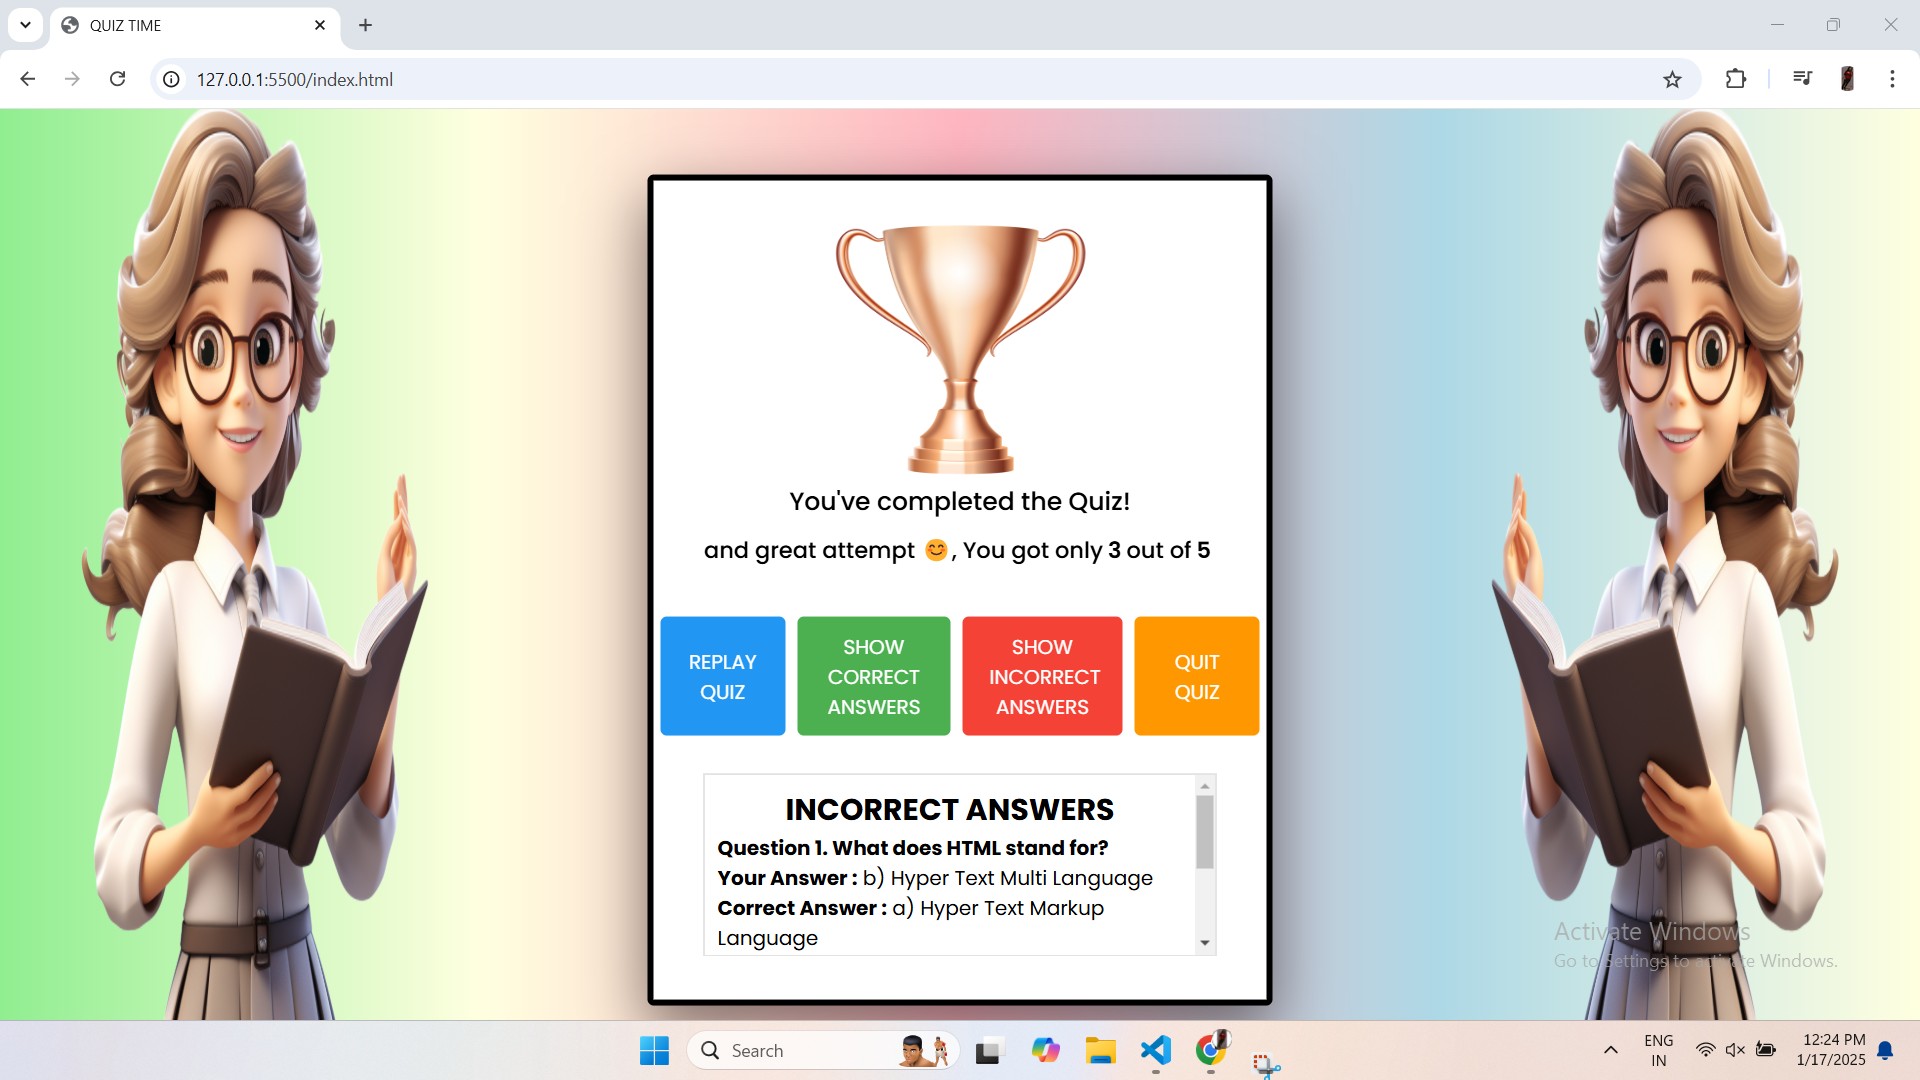 QUIZ TIME
127.0.0.1:5500/index.html
You've completed the Quiz!
and great attempt 😊, You got only 3 out of 5
REPLAY
QUIZ
SHOW
CORRECT
ANSWERS
SHOW
INCORRECT
ANSWERS
QUIT
QUIZ
INCORRECT ANSWERS
Question 1. What does HTML stand for?
Your Answer : b) Hyper Text Multi Language
Correct Answer : a) Hyper Text Markup
Language
Activate Windows
Go to Settings to activate Windows.
Search
ENG
IN
12:24 PM
1/17/2025